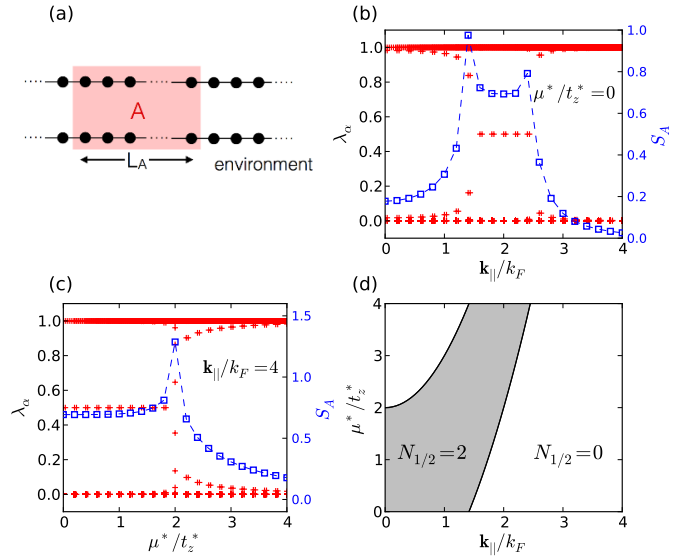 (a)
A
L_A
environment
(b)
1.0
0.8
0.6
0.4
0.2
0.0
λ_α
1.0
0.8
0.6
0.4
0.2
0.0
S_A
μ*/t_z*=0
0 1 2 3 4
k_||/k_F
(c)
1.0
0.8
0.6
0.4
0.2
0.0
λ_α
1.5
1.0
0.5
0.0
S_A
k_||/k_F=4
0 1 2 3 4
μ*/t_z*
(d)
4
3
2
1
0
μ*/t_z*
N_1/2=2
N_1/2=0
0 1 2 3 4
k_||/k_F